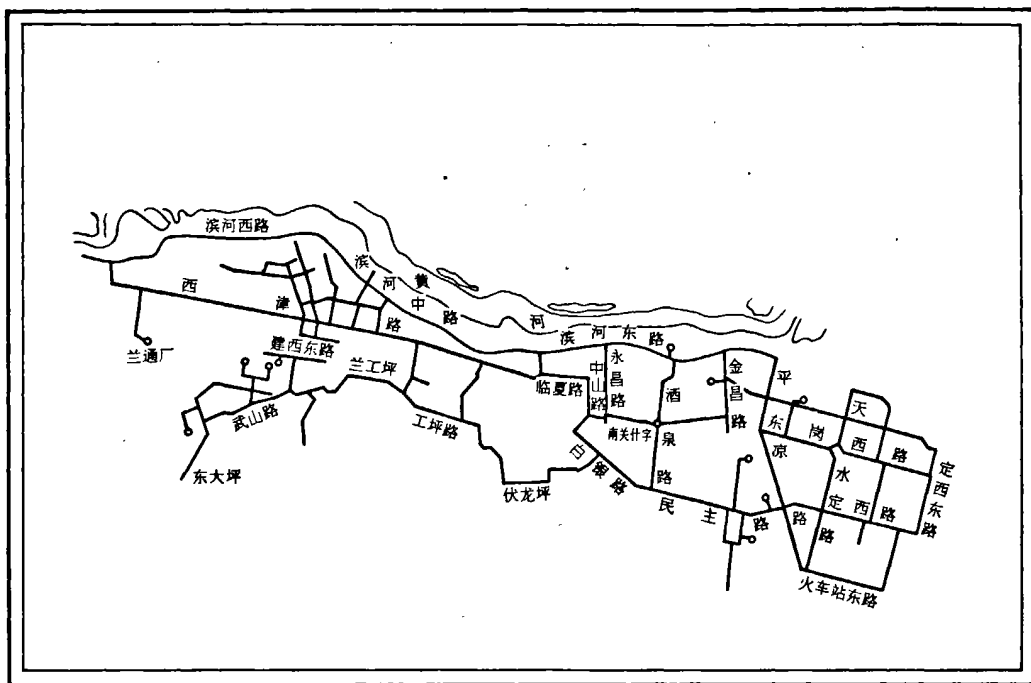 滨河西路
滨河中路
黄河
滨河东路
西津路
兰通厂
建西东路
兰工坪
武山路
东大坪
工坪路
临夏路
中山路
永昌路
酒泉路
金昌路
南关什字
白银路
伏龙坪
民主路
平凉路
东岗西路
天水路
定西路
定西东路
火车站东路